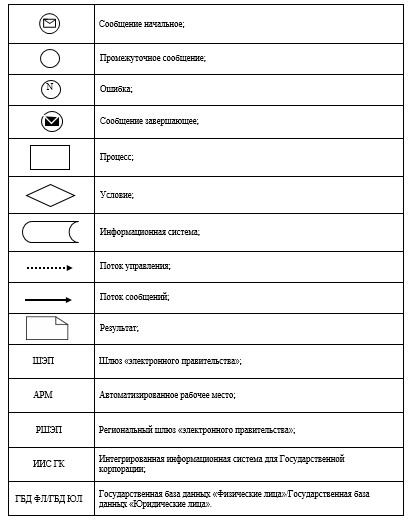 Сообщение начальное;
Промежуточное сообщение;
N
Ошибка;
Сообщение завершающее;
Процесс;
Условие;
Информационная система;
Поток управления;
Поток сообщений;
Результат;
ШЭП
Шлюз «электронного правительства»;
АРМ
Автоматизированное рабочее место;
РШЭП
Региональный шлюз «электронного правительства»;
ИИС ГК
Интегрированная информационная система для Государственной
корпорации;
ГБД ФЛ/ГБД ЮЛ
Государственная база данных «Физические лица»/Государственная база
данных «Юридические лица».